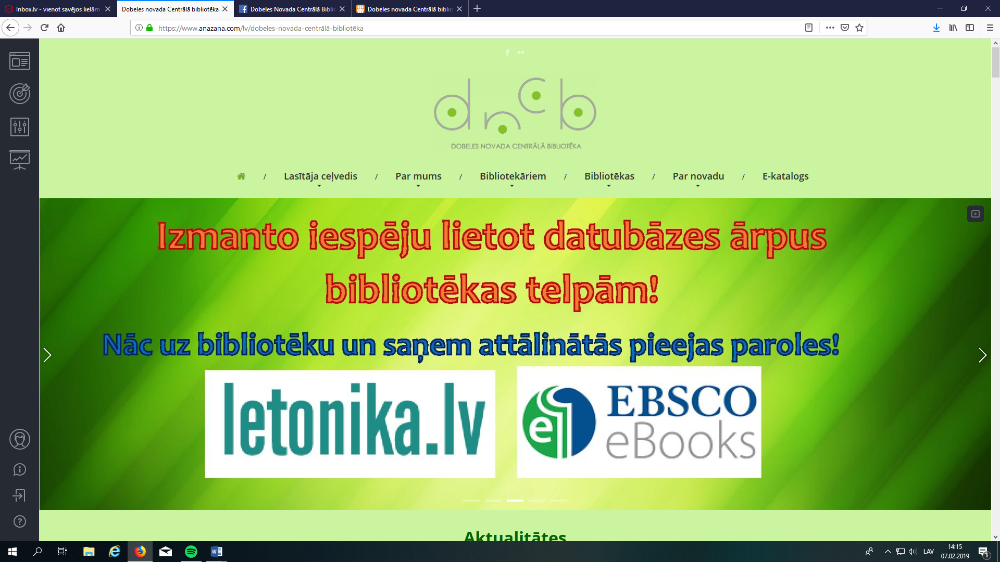 Inbox.lv - vienot savējos lielām
Dobeles novada Centrālā bibliotēka
Dobeles Novada Centrālā Biblio
Dobeles novada Centrālā biblio
https://www.anazana.com/lv/dobeles-novada-centrālā-bibliotēka
dncb
DOBELES NOVADA CENTRĀLĀ BIBLIOTĒKA
/ Lasītāja ceļvedis / Par mums / Bibliotekāriem / Bibliotēkas / Par novadu / E-katalogs
Izmanto iespēju lietot datubāzes ārpus
bibliotēkas telpām!
Nāc uz bibliotēku un saņem attālinātās pieejas paroles!
letonika.lv
EBSCO
eBooks
Aktualitātes
LAV
14:15
07.02.2019
1